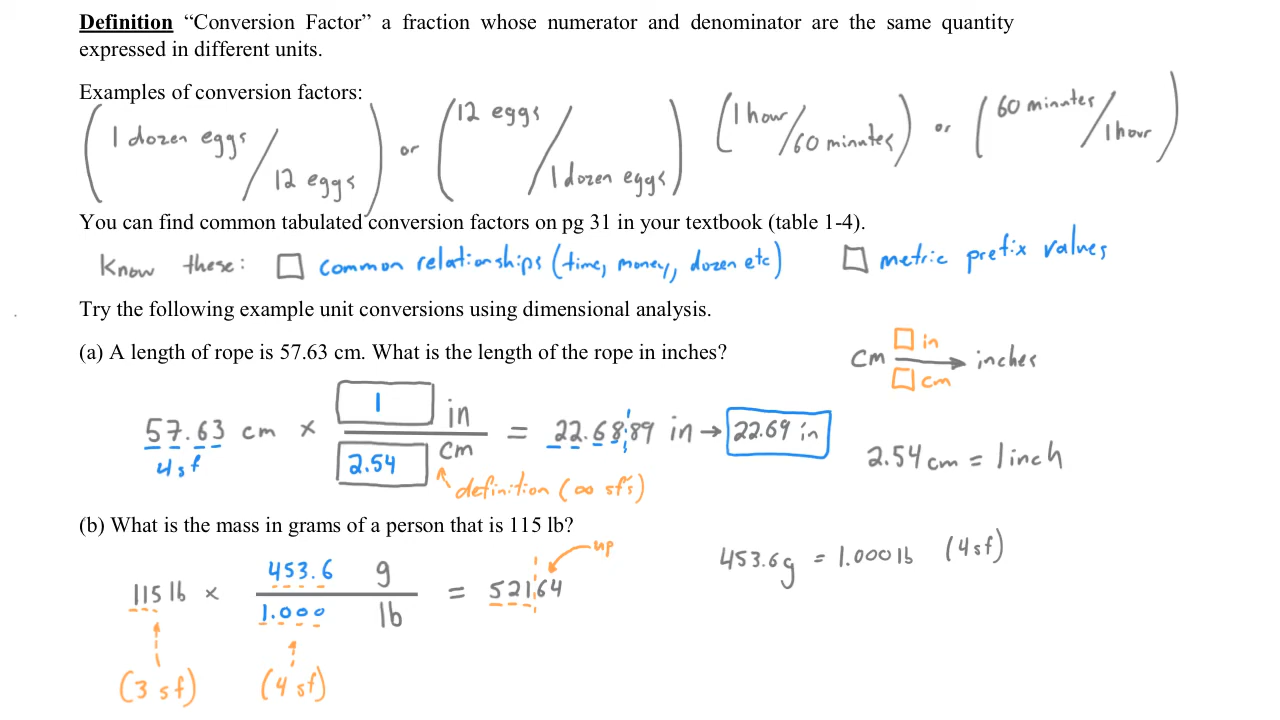 Definition “Conversion Factor” a fraction whose numerator and denominator are the same quantity
expressed in different units.
Examples of conversion factors:
(1 dozen eggs / 12 eggs) or (12 eggs / 1 dozen eggs) (1 hour / 60 minutes) or (60 minutes / 1 hour)
You can find common tabulated conversion factors on pg 31 in your textbook (table 1-4).
Know these: □ common relationships (time, money, dozen etc) □ metric prefix values
Try the following example unit conversions using dimensional analysis.
(a) A length of rope is 57.63 cm. What is the length of the rope in inches?
cm □ in / □ cm → inches
57.63 cm × 1 in / 2.54 cm = 22.6889 in → 22.69 in
4 sf
2.54 cm = 1 inch
definition (∞ sf's)
(b) What is the mass in grams of a person that is 115 lb?
up
115 lb × 453.6 g / 1.000 lb = 52164
453.6g = 1.000 lb (4 sf)
(3 sf) (4 sf)